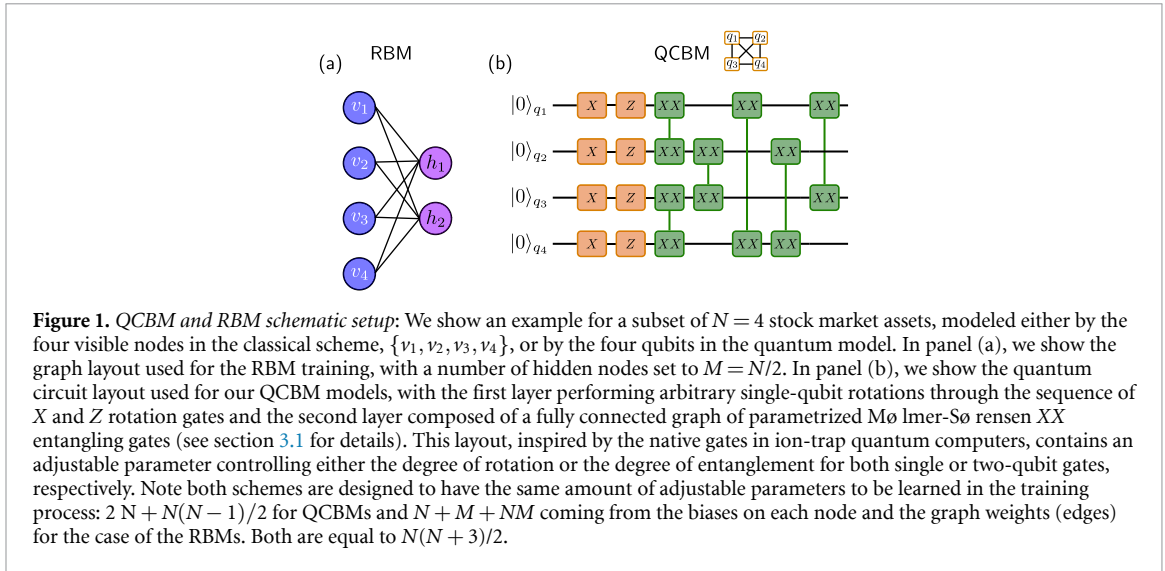 (a) RBM
v1
v2
v3
v4
h1
h2
(b) QCBM
q1 q2
q3 q4
|0⟩q1 X Z XX XX XX
|0⟩q2 X Z XX XX XX
|0⟩q3 X Z XX XX XX
|0⟩q4 X Z XX XX XX
Figure 1. QCBM and RBM schematic setup: We show an example for a subset of N = 4 stock market assets, modeled either by the
four visible nodes in the classical scheme, {ν1, ν2, ν3, ν4}, or by the four qubits in the quantum model. In panel (a), we show the
graph layout used for the RBM training, with a number of hidden nodes set to M = N/2. In panel (b), we show the quantum
circuit layout used for our QCBM models, with the first layer performing arbitrary single-qubit rotations through the sequence of
X and Z rotation gates and the second layer composed of a fully connected graph of parametrized Mø lmer-Sø rensen XX
entangling gates (see section 3.1 for details). This layout, inspired by the native gates in ion-trap quantum computers, contains an
adjustable parameter controlling either the degree of rotation or the degree of entanglement for both single or two-qubit gates,
respectively. Note both schemes are designed to have the same amount of adjustable parameters to be learned in the training
process: 2 N + N(N − 1)/2 for QCBMs and N + M + NM coming from the biases on each node and the graph weights (edges)
for the case of the RBMs. Both are equal to N(N + 3)/2.